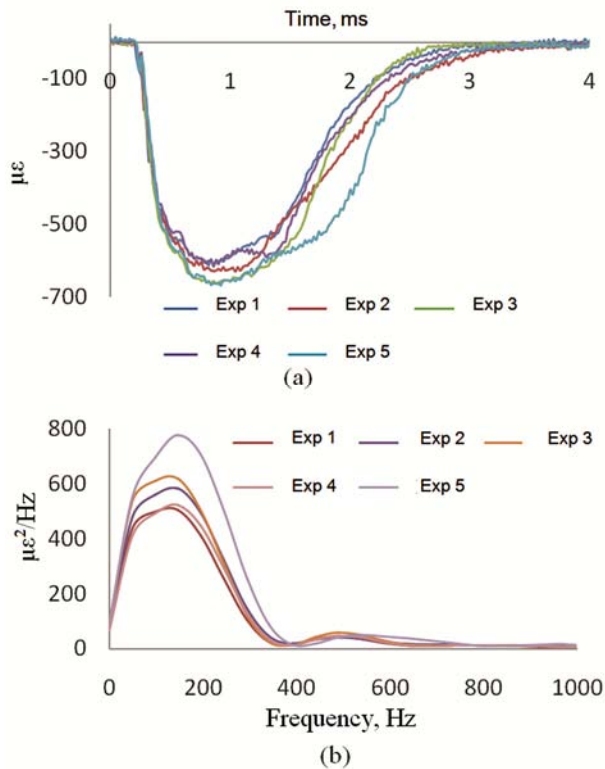 Time, ms
0 1 2 3 4
-100
-300
-500
-700
με
Exp 1 Exp 2 Exp 3
Exp 4 Exp 5
(a)
800
600
400
200
0
με²/Hz
Exp 1 Exp 2 Exp 3
Exp 4 Exp 5
0 200 400 600 800 1000
Frequency, Hz
(b)